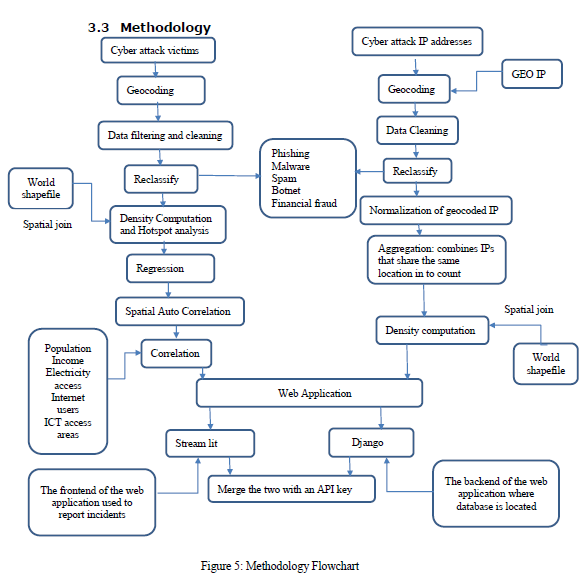 3.3 Methodology
Cyber attack victims
Cyber attack IP addresses
GEO IP
Geocoding
Geocoding
Data filtering and cleaning
Data Cleaning
Phishing
Malware
Spam
Botnet
Financial fraud
Reclassify
Reclassify
World
shapefile
Spatial join
Density Computation
and Hotspot analysis
Normalization of geocoded IP
Regression
Aggregation: combines IPs
that share the same
location in to count
Spatial Auto Correlation
Spatial join
Density computation
World
shapefile
Population
Income
Electricity
access
Internet
users
ICT access
areas
Correlation
Web Application
Stream lit
Django
The frontend of the web
application used to
report incidents
Merge the two with an API key
The backend of the web
application where
database is located
Figure 5: Methodology Flowchart